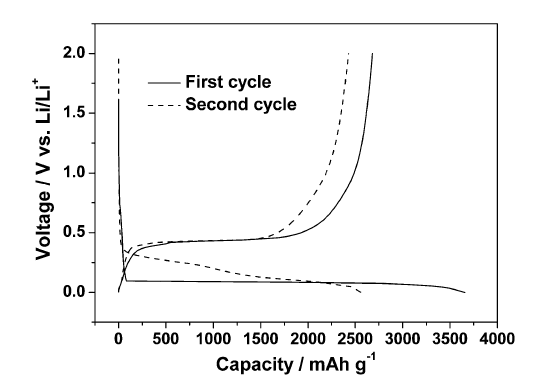 2.0
1.5
1.0
0.5
0.0
Voltage / V vs. Li/Li⁺
First cycle
Second cycle
0 500 1000 1500 2000 2500 3000 3500 4000
Capacity / mAh g⁻¹